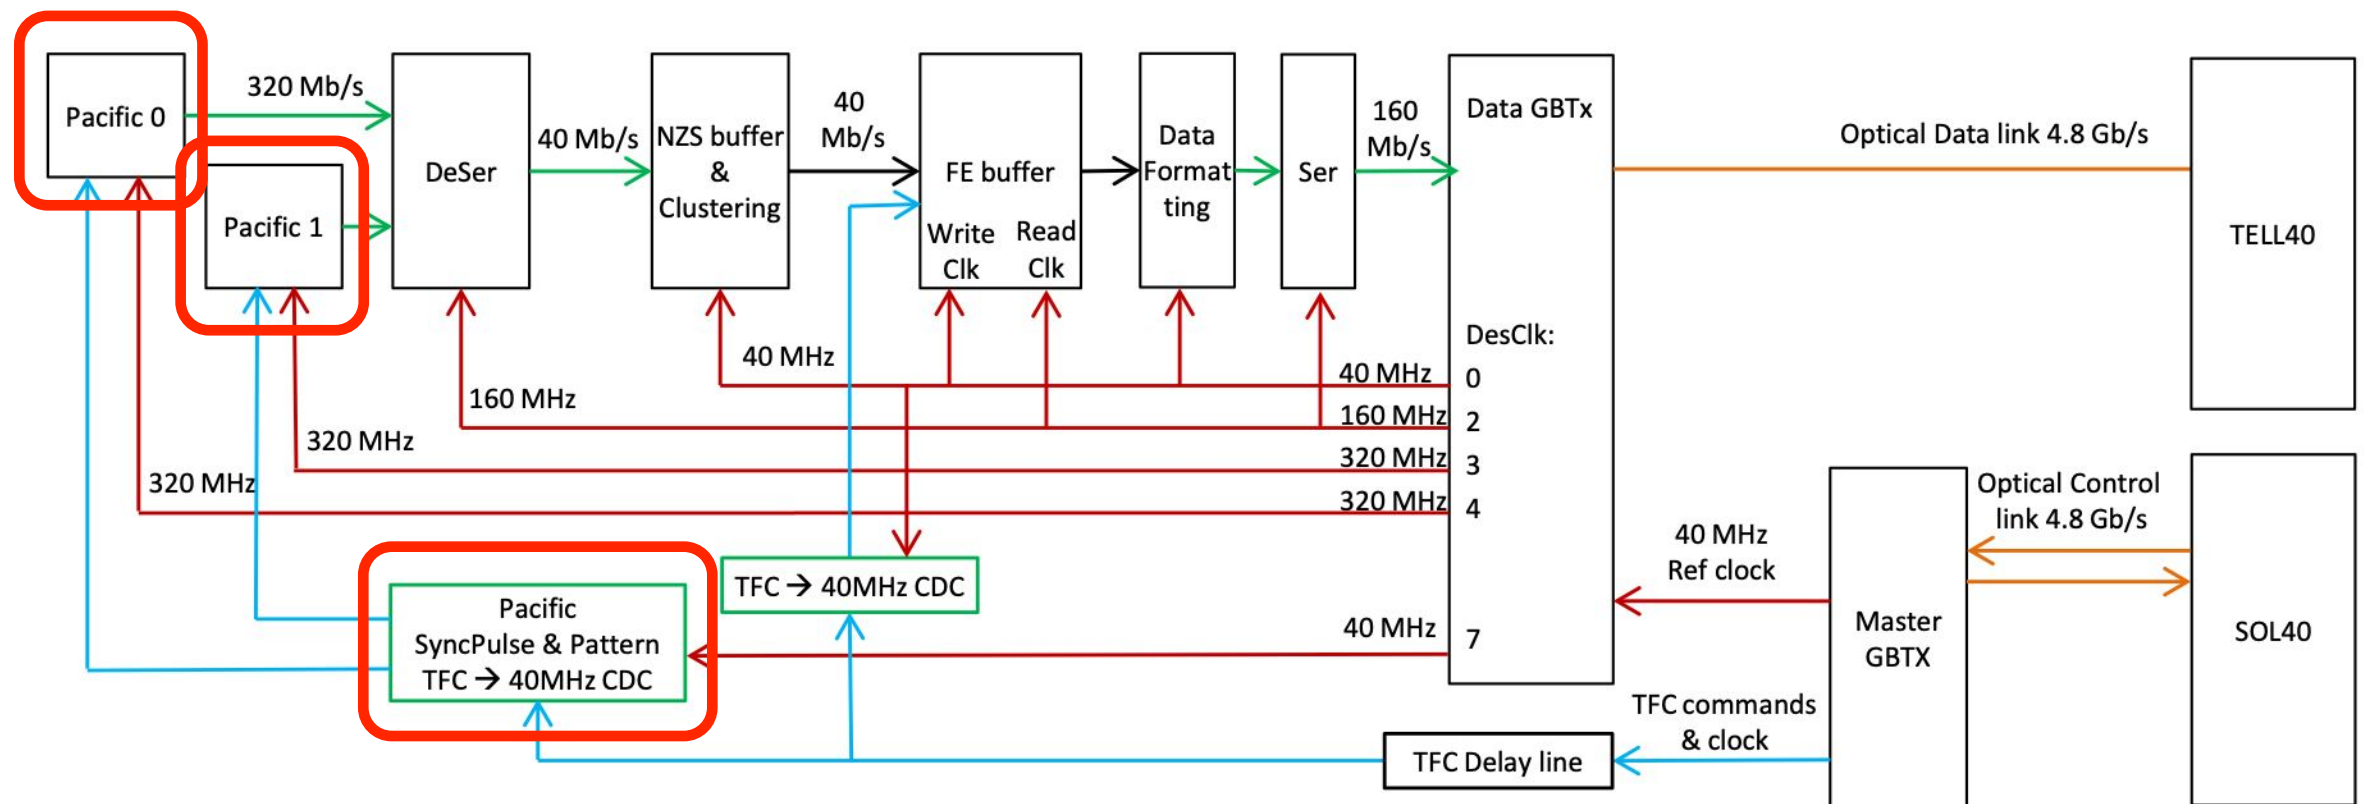 Pacific 0
320 Mb/s
Pacific 1
DeSer
40 Mb/s
NZS buffer
&
Clustering
40
Mb/s
FE buffer
Write
Clk
Read
Clk
Data
Format
ting
Ser
160
Mb/s
Data GBTx
Optical Data link 4.8 Gb/s
TELL40
DesClk:
40 MHz
40 MHz
0
160 MHz
160 MHz
2
320 MHz
320 MHz
3
320 MHz
320 MHz
4
Optical Control
link 4.8 Gb/s
40 MHz
Ref clock
TFC → 40MHz CDC
Pacific
SyncPulse & Pattern
TFC → 40MHz CDC
40 MHz
7
Master
GBTX
SOL40
TFC commands
& clock
TFC Delay line